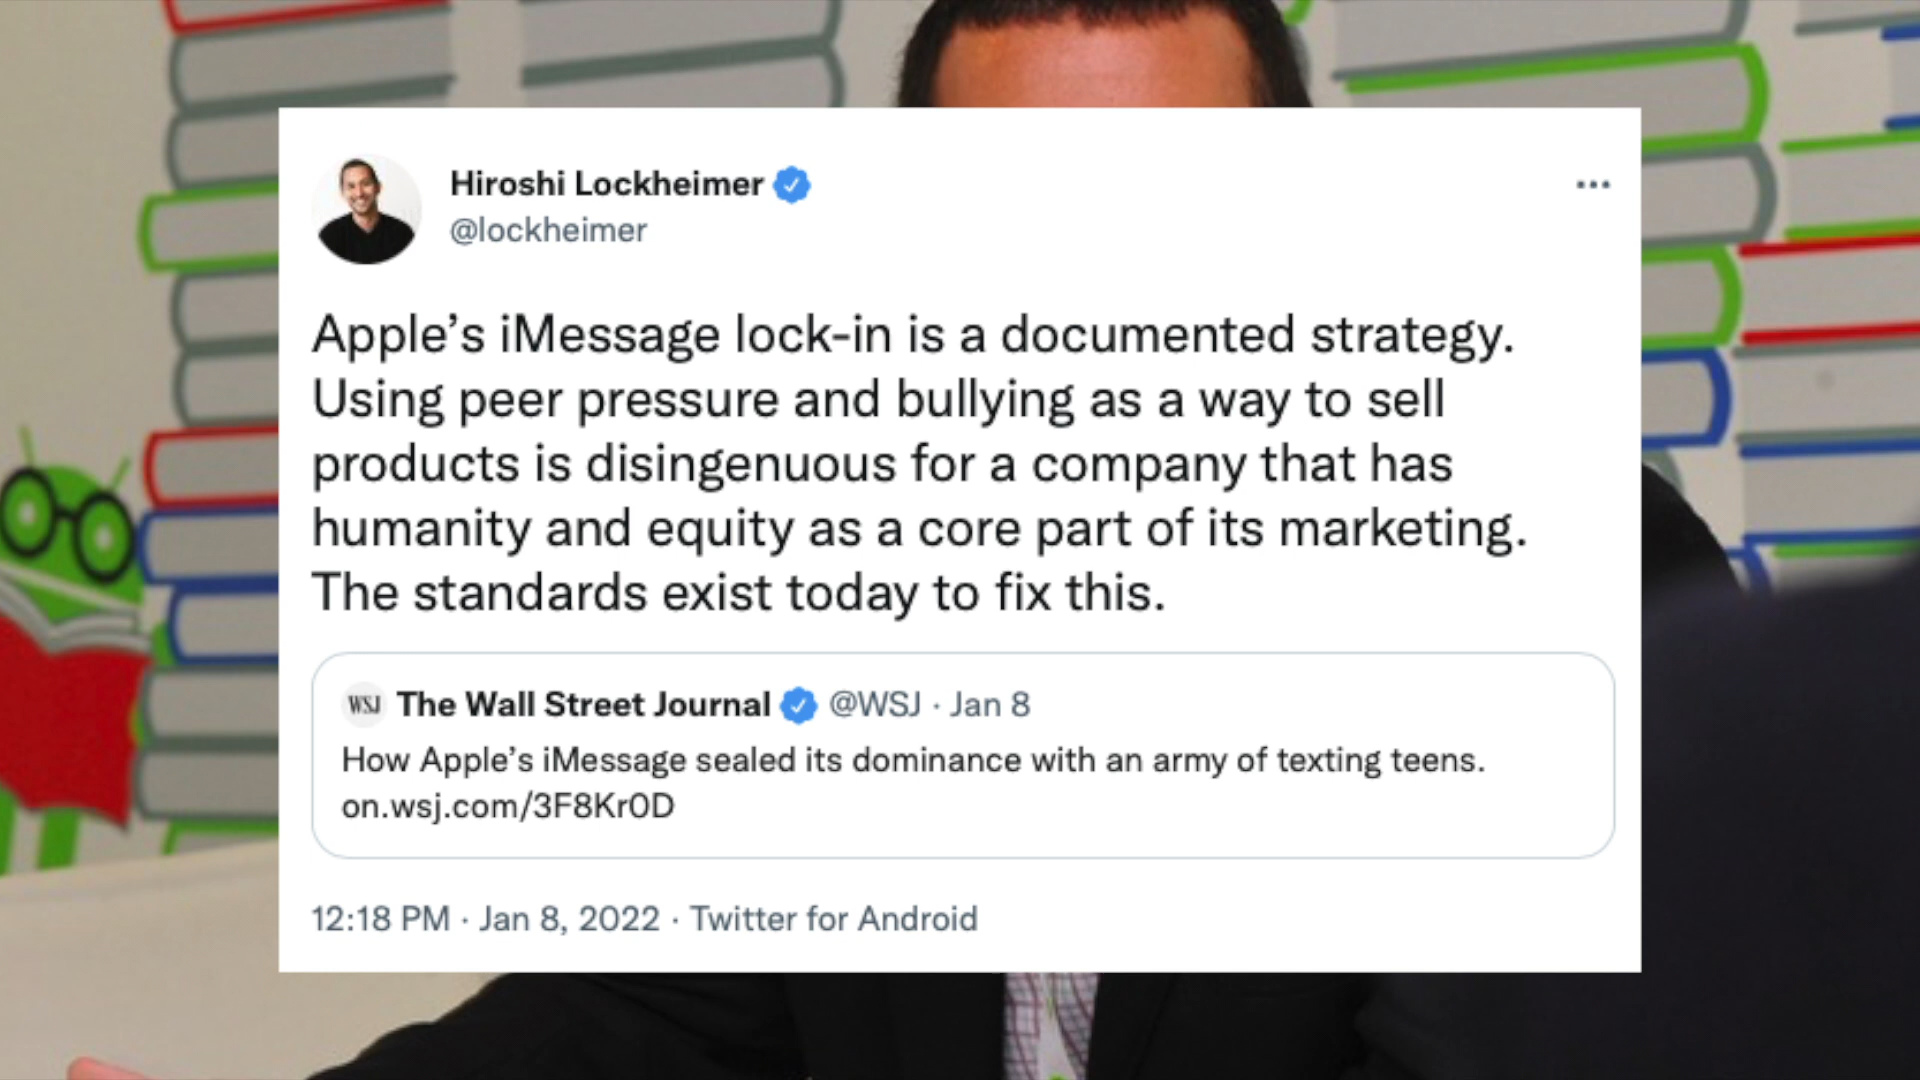 Hiroshi Lockheimer
@lockheimer
Apple’s iMessage lock-in is a documented strategy.
Using peer pressure and bullying as a way to sell
products is disingenuous for a company that has
humanity and equity as a core part of its marketing.
The standards exist today to fix this.
WSJ The Wall Street Journal @WSJ · Jan 8
How Apple’s iMessage sealed its dominance with an army of texting teens.
on.wsj.com/3F8Kr0D
12:18 PM · Jan 8, 2022 · Twitter for Android